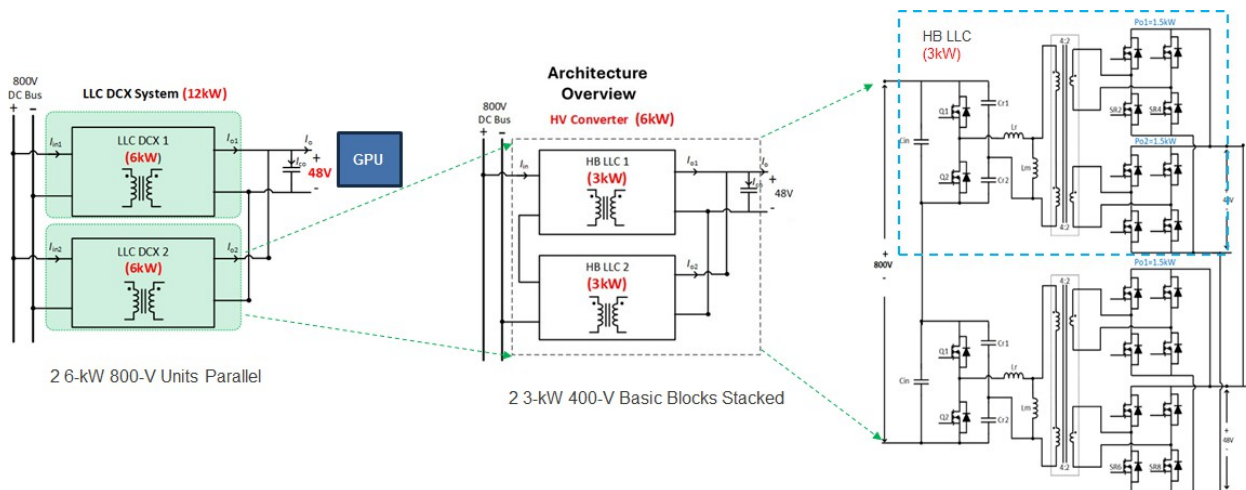 800V
DC Bus
+ -
LLC DCX System (12kW)
Iin1
LLC DCX 1
(6kW)
Io1
Io
Ico
+
48V
-
GPU
Iin2
LLC DCX 2
(6kW)
Io2
2 6-kW 800-V Units Parallel
Architecture
Overview
HV Converter (6kW)
800V
DC Bus
+ -
Iin
HB LLC 1
(3kW)
Io1
Io
+
48V
-
HB LLC 2
(3kW)
Io2
2 3-kW 400-V Basic Blocks Stacked
HB LLC
(3kW)
+
800V
-
Cin
Q1
Q2
Cr1
Cr2
Lr
Lm
4:2
4:2
Po1=1.5kW
SR2
SR4
Po2=1.5kW
+
48V
-
Cin
Q1
Q2
Cr1
Cr2
Lr
Lm
4:2
4:2
Po1=1.5kW
SR6
SR8
+
48V
-